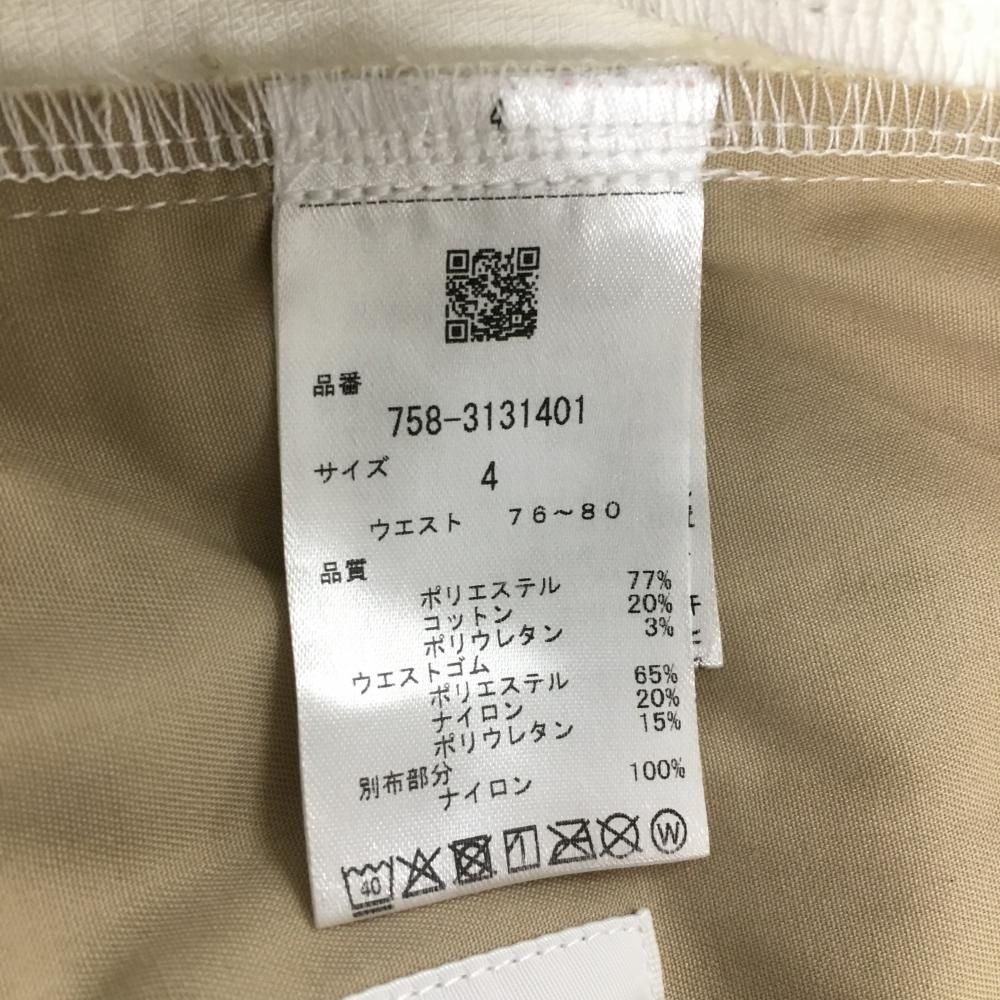 4
品番
758-3131401
サイズ 4
ウエスト 76～80
品質
ポリエステル 77%
コットン 20%
ポリウレタン 3%
ウエストゴム
ポリエステル 65%
ナイロン 20%
ポリウレタン 15%
別布部分
ナイロン 100%
40 W